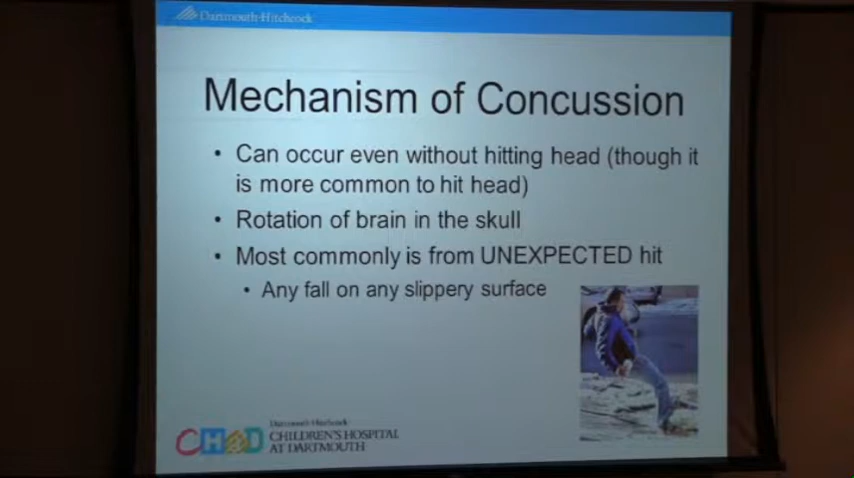 Dartmouth-Hitchcock
Mechanism of Concussion
• Can occur even without hitting head (though it
is more common to hit head)
• Rotation of brain in the skull
• Most commonly is from UNEXPECTED hit
• Any fall on any slippery surface
CHaD
Dartmouth-Hitchcock
CHILDREN'S HOSPITAL
AT DARTMOUTH